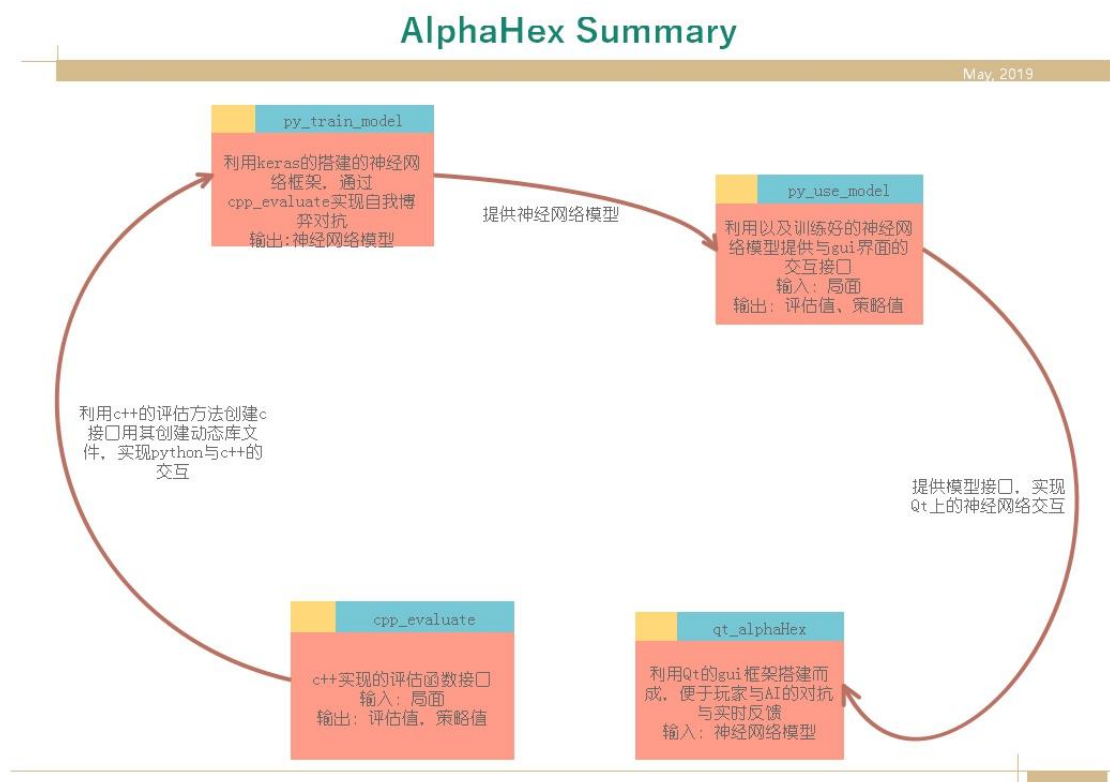 AlphaHex Summary
May, 2019
py_train_model
利用keras的搭建的神经网
络框架，通过
cpp_evaluate实现自我博
弈对抗
输出:神经网络模型
提供神经网络模型
py_use_model
利用以及训练好的神经网
络模型提供与gui界面的
交互接口
输入: 局面
输出: 评估值、策略值
利用c++的评估方法创建c
接口用其创建动态库文
件，实现python与c++的
交互
提供模型接口，实现
Qt上的神经网络交互
cpp_evaluate
c++实现的评估函数接口
输入: 局面
输出: 评估值，策略值
qt_alphaHex
利用Qt的gui框架搭建而
成，便于玩家与AI的对抗
与实时反馈
输入: 神经网络模型